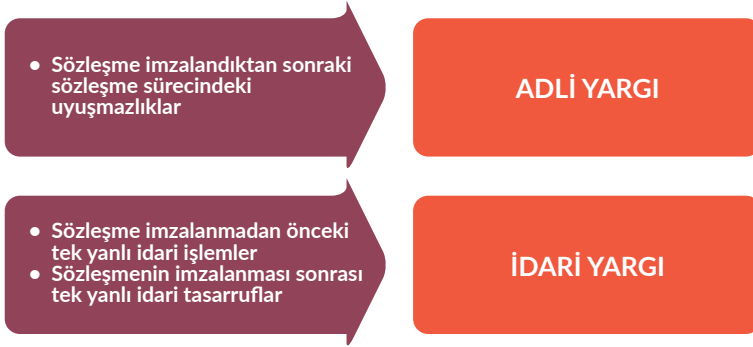 • Sözleşme imzalandıktan sonraki
sözleşme sürecindeki
uyuşmazlıklar
ADLİ YARGI
• Sözleşme imzalanmadan önceki
tek yanlı idari işlemler
• Sözleşmenin imzalanması sonrası
tek yanlı idari tasarruflar
İDARİ YARGI